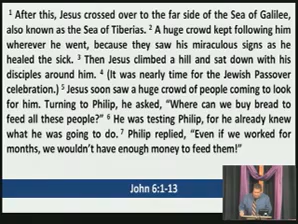 1 After this, Jesus crossed over to the far side of the Sea of Galilee,
also known as the Sea of Tiberias. 2 A huge crowd kept following him
wherever he went, because they saw his miraculous signs as he
healed the sick. 3 Then Jesus climbed a hill and sat down with his
disciples around him. 4 (It was nearly time for the Jewish Passover
celebration.) 5 Jesus soon saw a huge crowd of people coming to look
for him. Turning to Philip, he asked, “Where can we buy bread to
feed all these people?” 6 He was testing Philip, for he already knew
what he was going to do. 7 Philip replied, “Even if we worked for
months, we wouldn’t have enough money to feed them!”
John 6:1-13